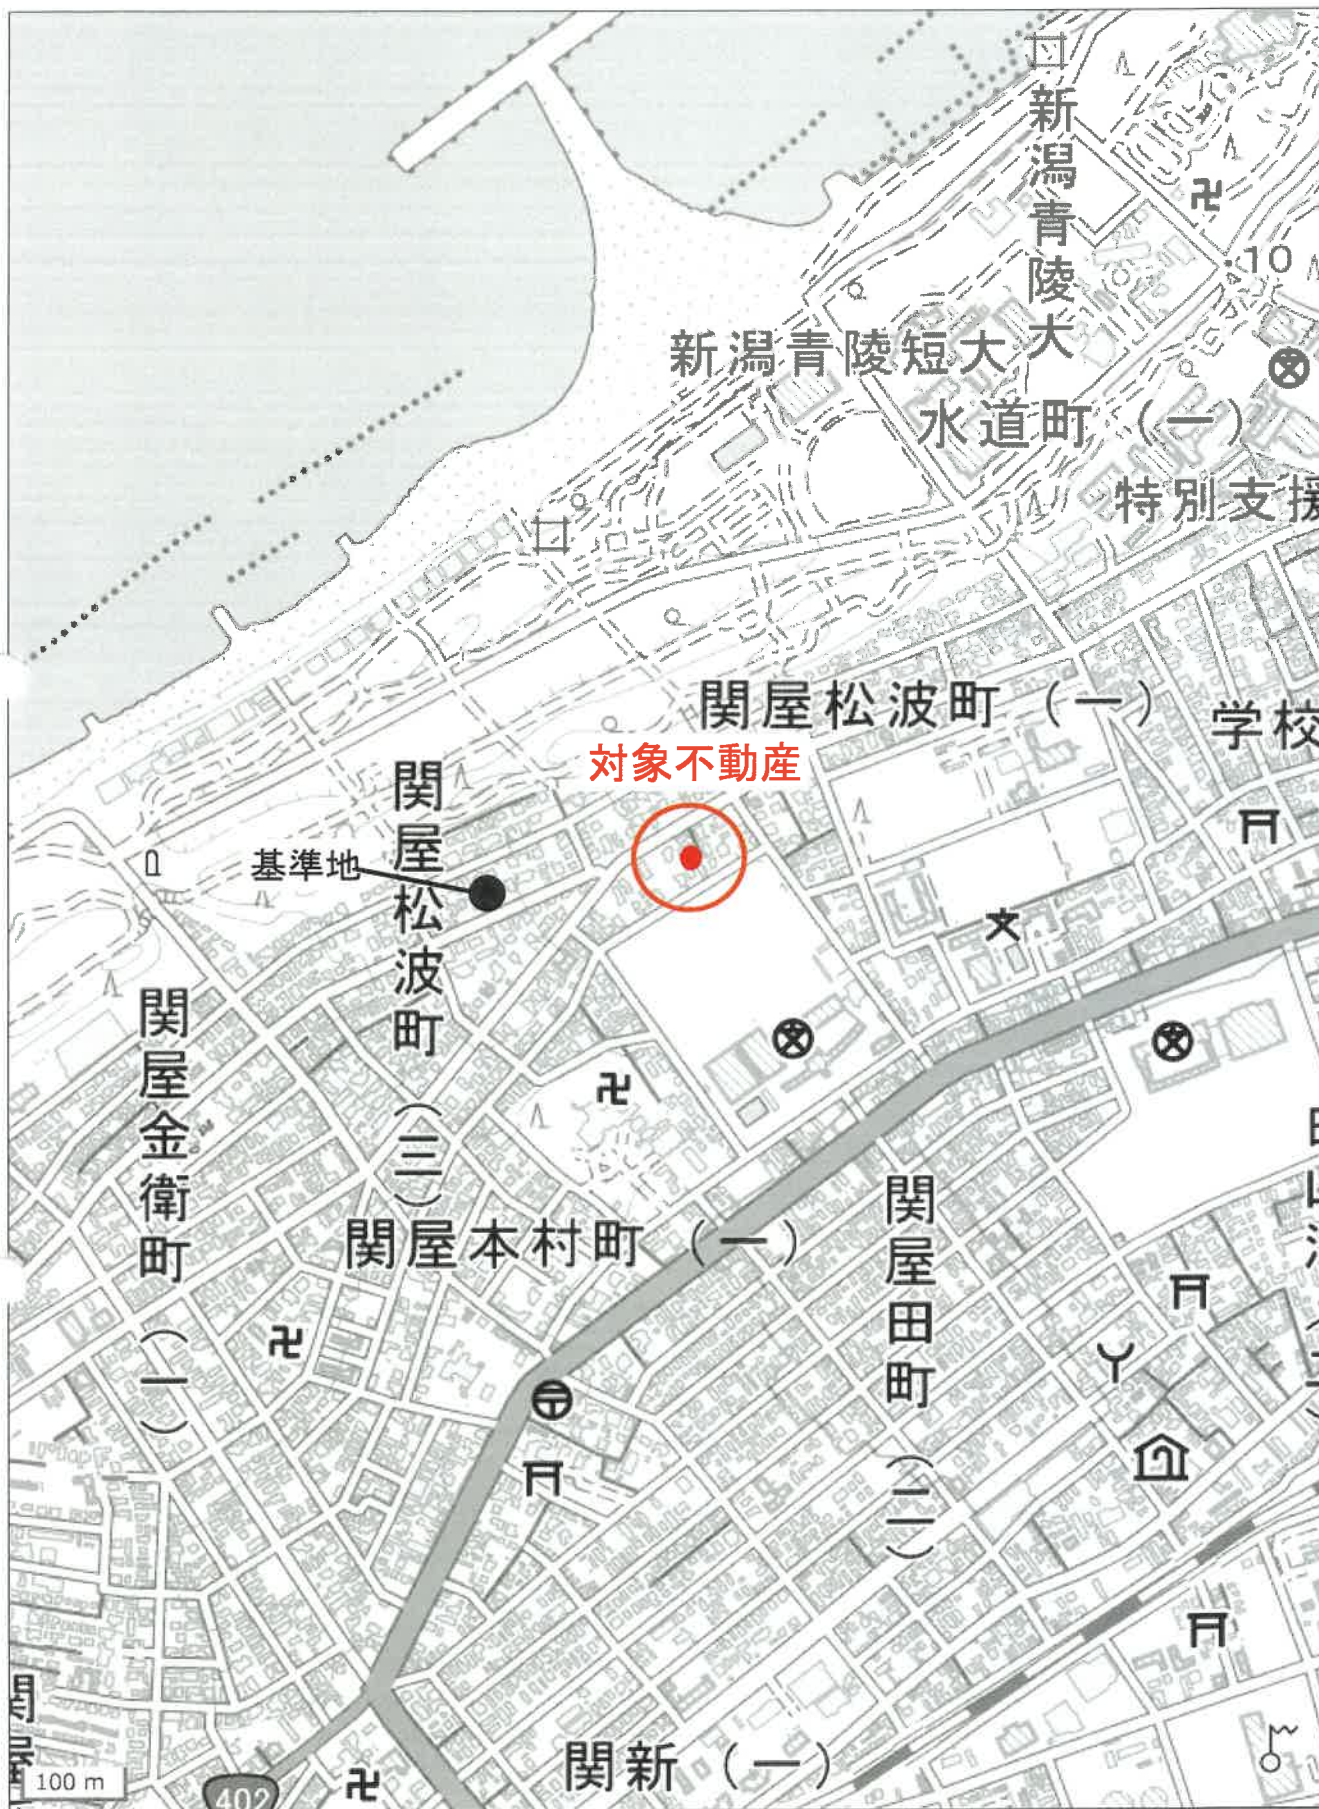 新潟青陵大
・10
新潟青陵短大
水道町（一）
特別支援
関屋松波町（一）
学校
対象不動産
関屋松波町（三）
基準地
関屋金衛町（一）
関屋本村町（一）
関屋田町（二）
関屋
関新（一）
100 m
402